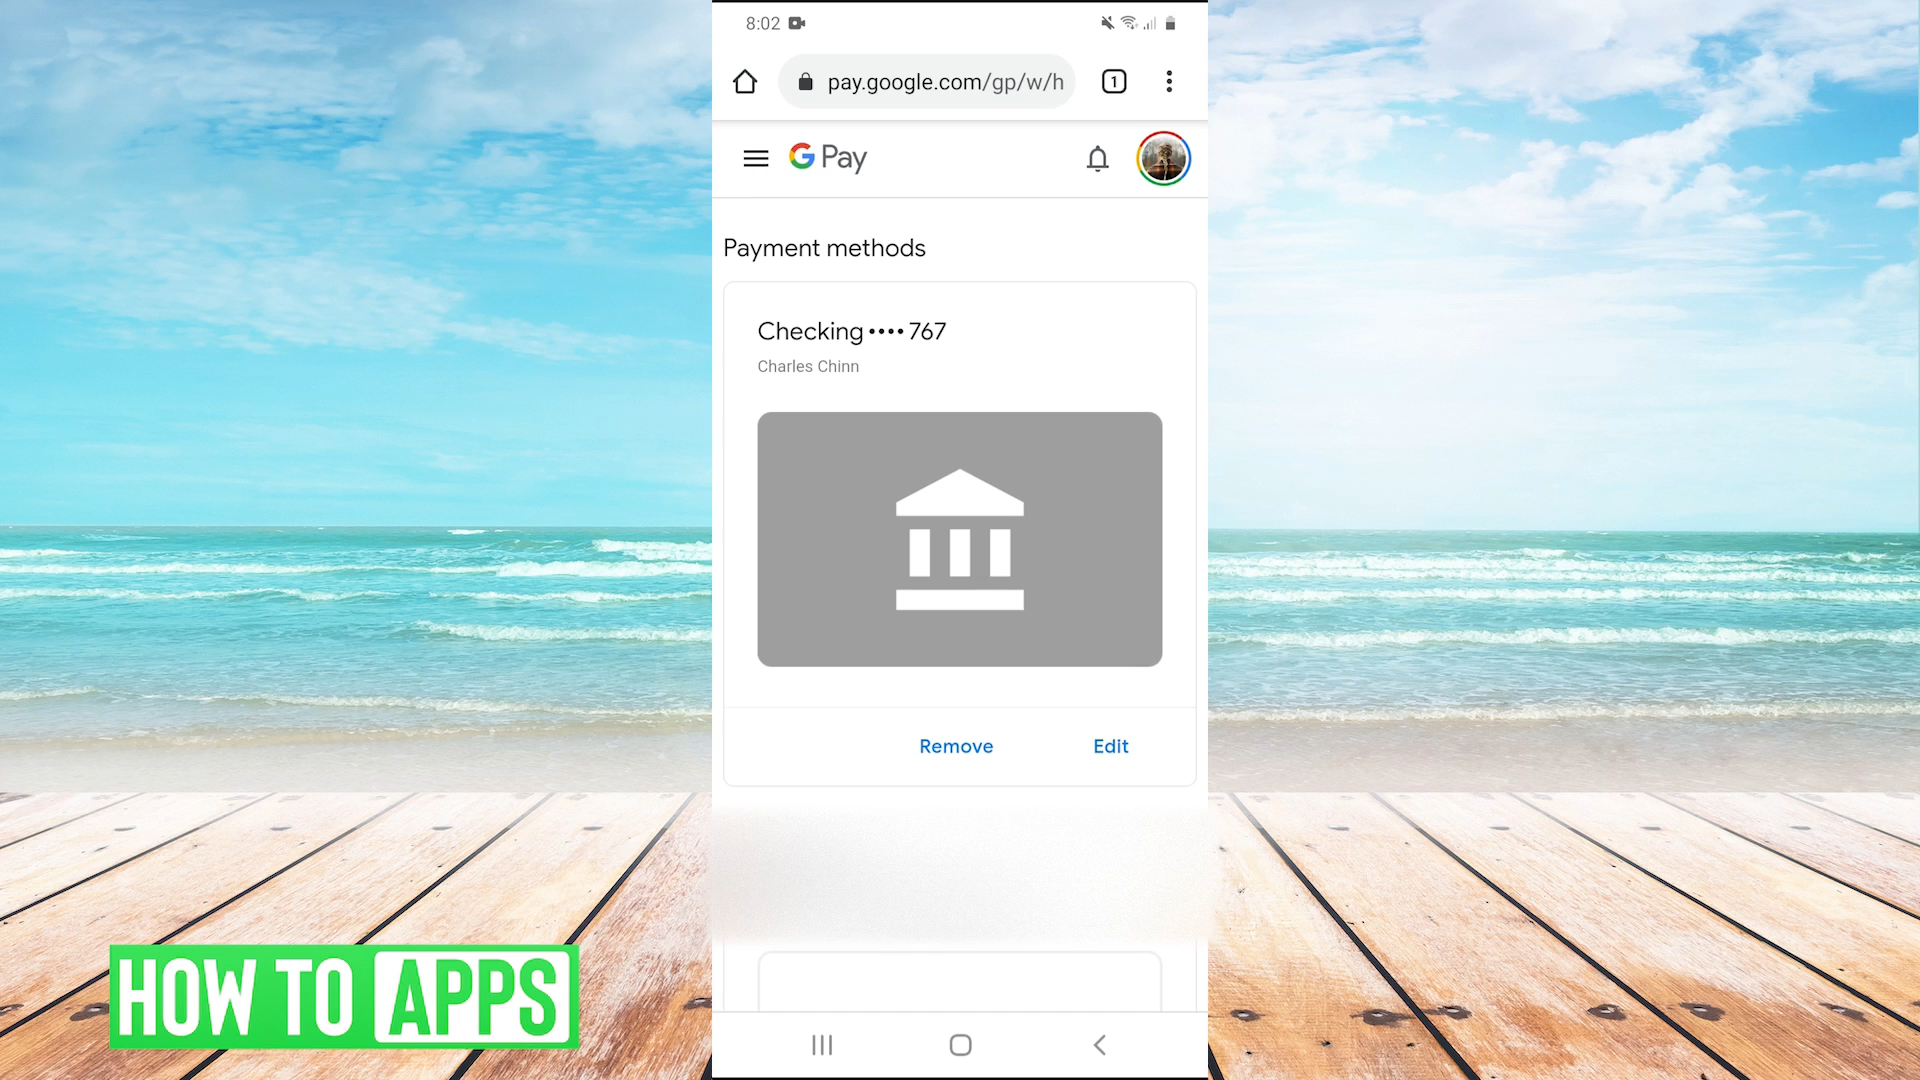 8:02
pay.google.com/gp/w/h
1
G Pay
Payment methods
Checking •••• 767
Charles Chinn
Remove
Edit
HOW TO APPS